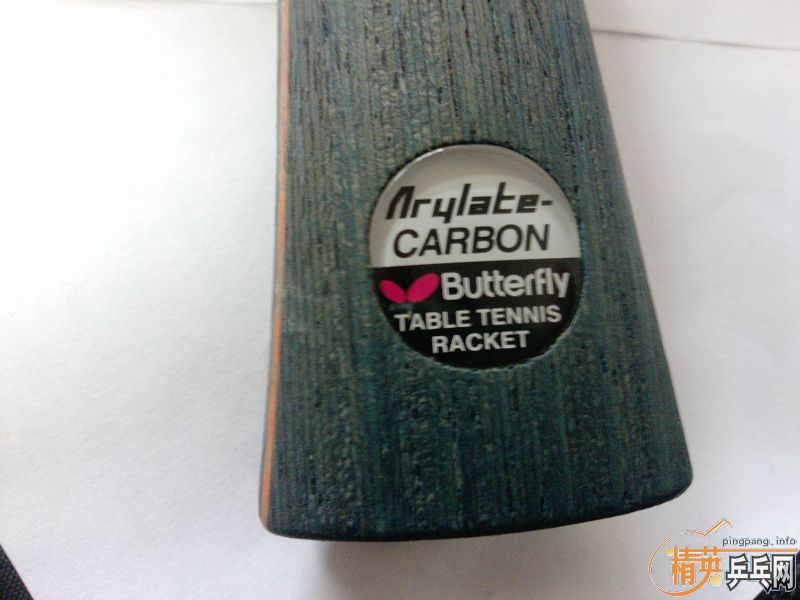 Arylate-
CARBON
Butterfly
TABLE TENNIS
RACKET
pingpang.info
精英乒乓网